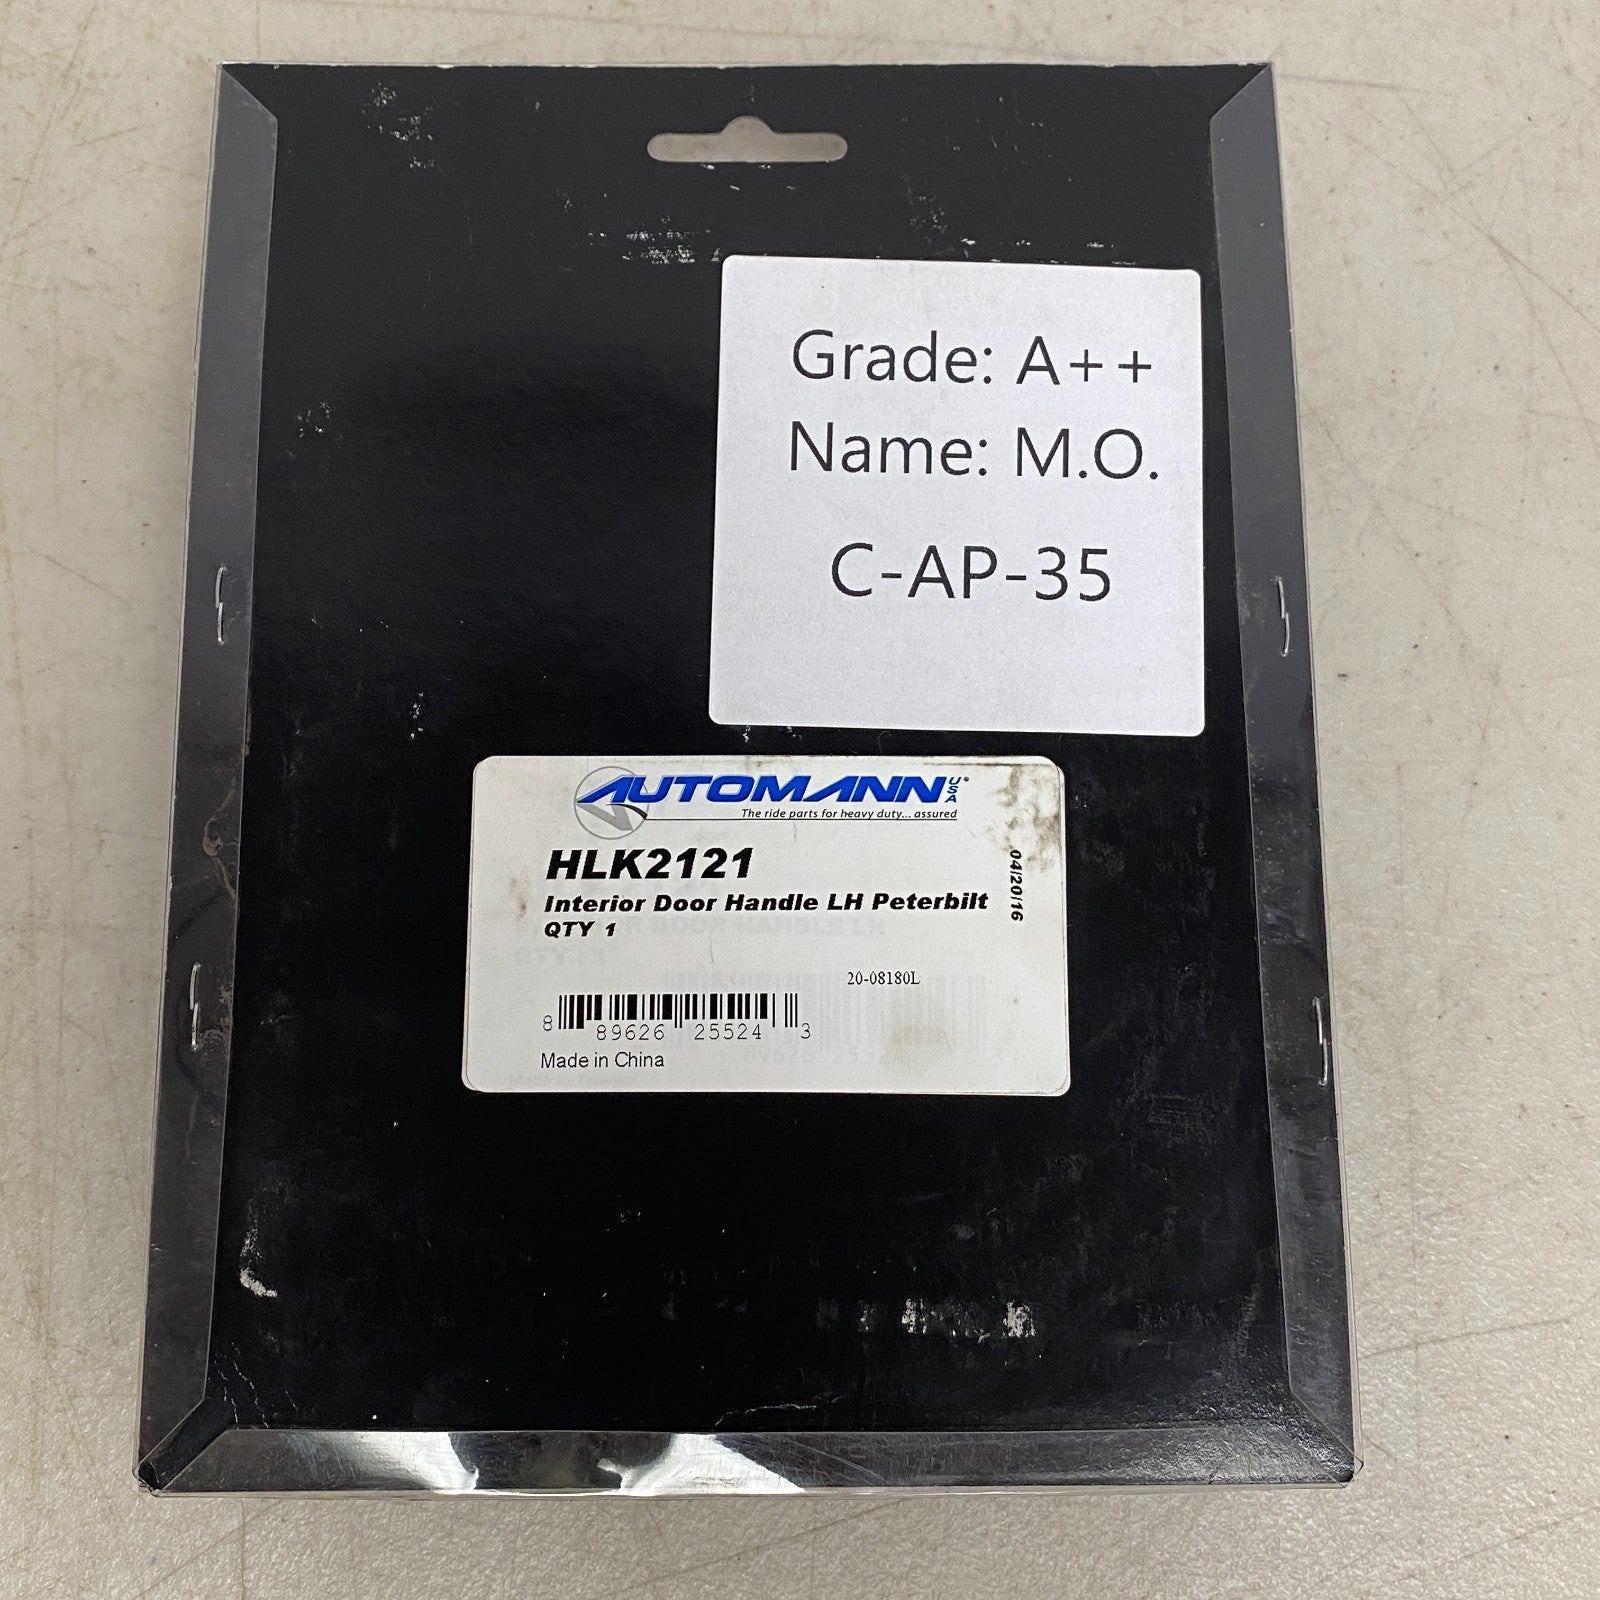 Grade: A++
Name: M.O.
C-AP-35
AUTOMANN USA®
The ride parts for heavy duty... assured
HLK2121
Interior Door Handle LH Peterbilt
QTY 1
04/20/16
20-08180L
8 89626 25524 3
Made in China